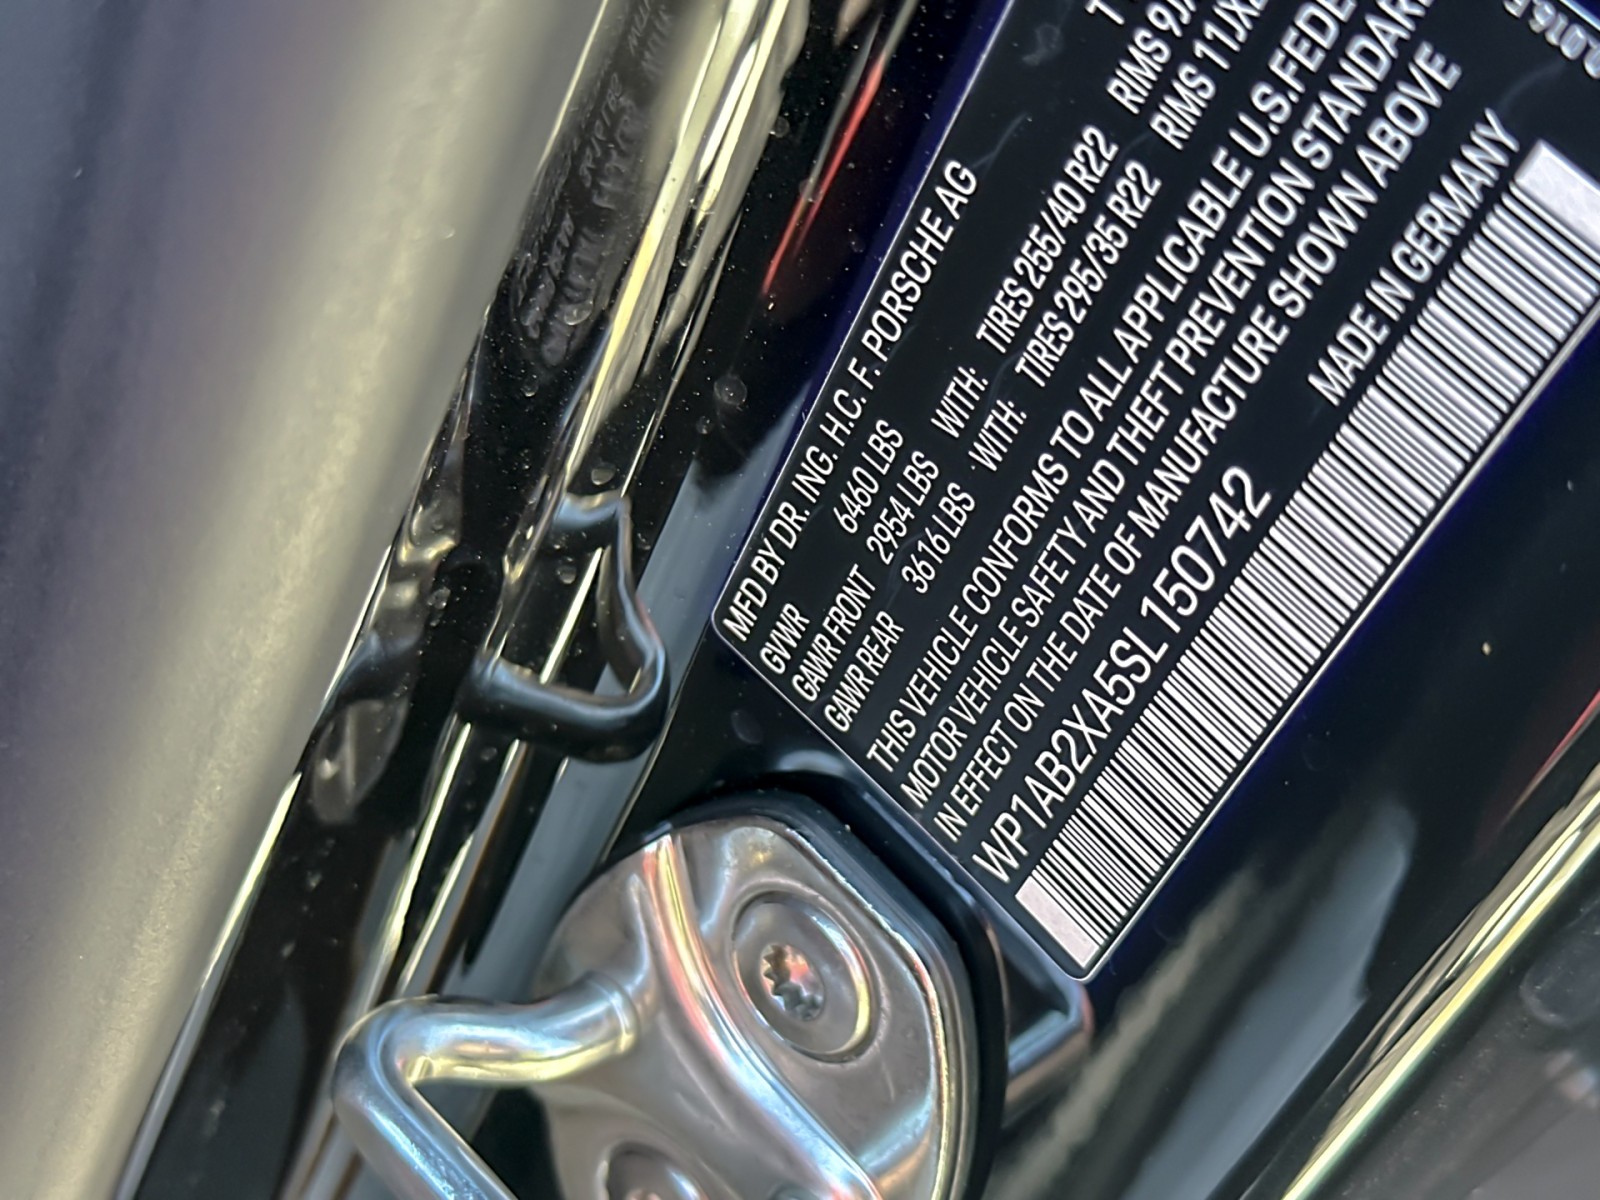 MFD BY DR. ING. H.C. F. PORSCHE AG
GVWR 6460 LBS
GAWR FRONT 2954 LBS WITH: TIRES 255/40 R22 RIMS
GAWR REAR 3616 LBS WITH: TIRES 295/35 R22 RIMS
THIS VEHICLE CONFORMS TO ALL APPLICABLE
MOTOR VEHICLE SAFETY AND THEFT PREVENTION
IN EFFECT ON THE DATE OF MANUFACTURE SHOWN ABOVE
MADE IN GERMANY
WP1AB2XA5SL150742